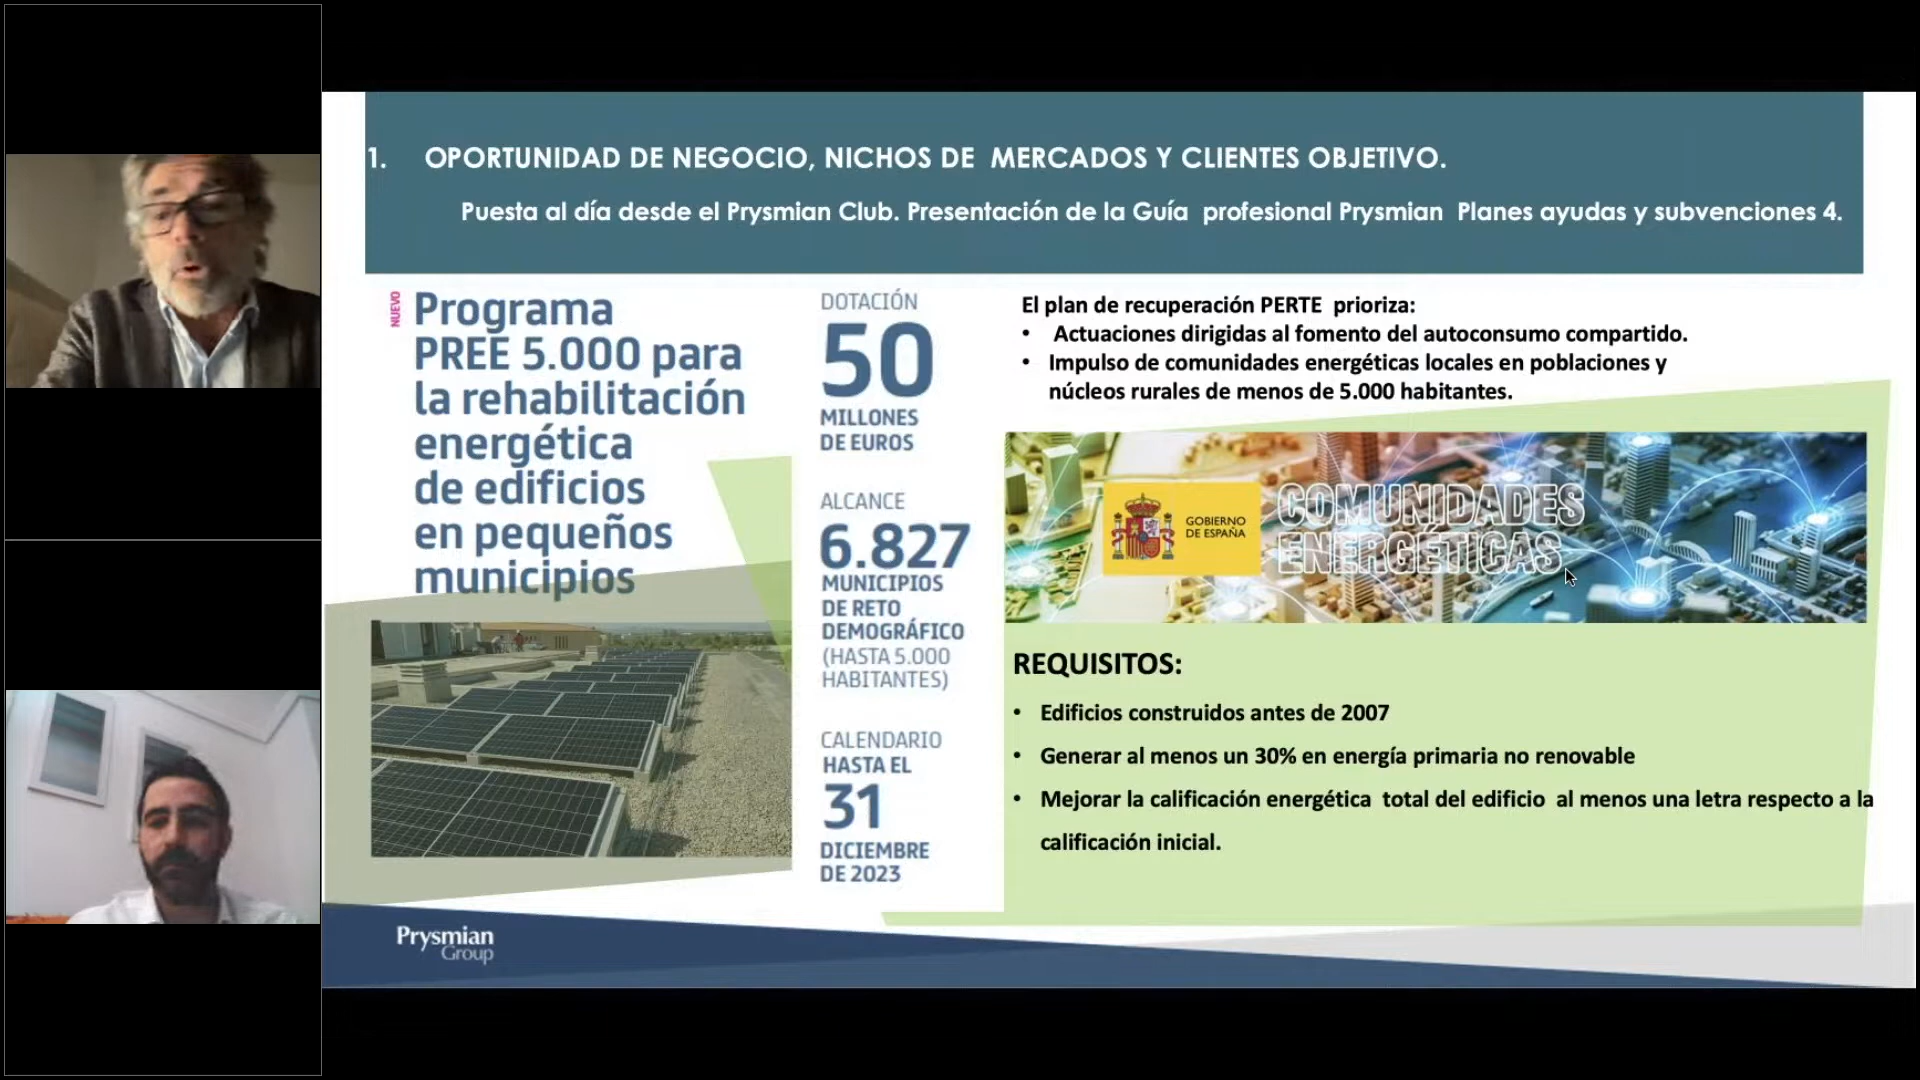 1. OPORTUNIDAD DE NEGOCIO, NICHOS DE MERCADOS Y CLIENTES OBJETIVO.
Puesta al día desde el Prysmian Club. Presentación de la Guía profesional Prysmian Planes ayudas y subvenciones 4.
NUEVO
Programa
PREE 5.000 para
la rehabilitación
energética
de edificios
en pequeños
municipios
DOTACIÓN
50
MILLONES
DE EUROS
ALCANCE
6.827
MUNICIPIOS
DE RETO
DEMOGRÁFICO
(HASTA 5.000
HABITANTES)
CALENDARIO
HASTA EL
31
DICIEMBRE
DE 2023
El plan de recuperación PERTE prioriza:
• Actuaciones dirigidas al fomento del autoconsumo compartido.
• Impulso de comunidades energéticas locales en poblaciones y
núcleos rurales de menos de 5.000 habitantes.
GOBIERNO
DE ESPAÑA
COMUNIDADES
ENERGÉTICAS
REQUISITOS:
• Edificios construidos antes de 2007
• Generar al menos un 30% en energía primaria no renovable
• Mejorar la calificación energética total del edificio al menos una letra respecto a la
calificación inicial.
Prysmian
Group